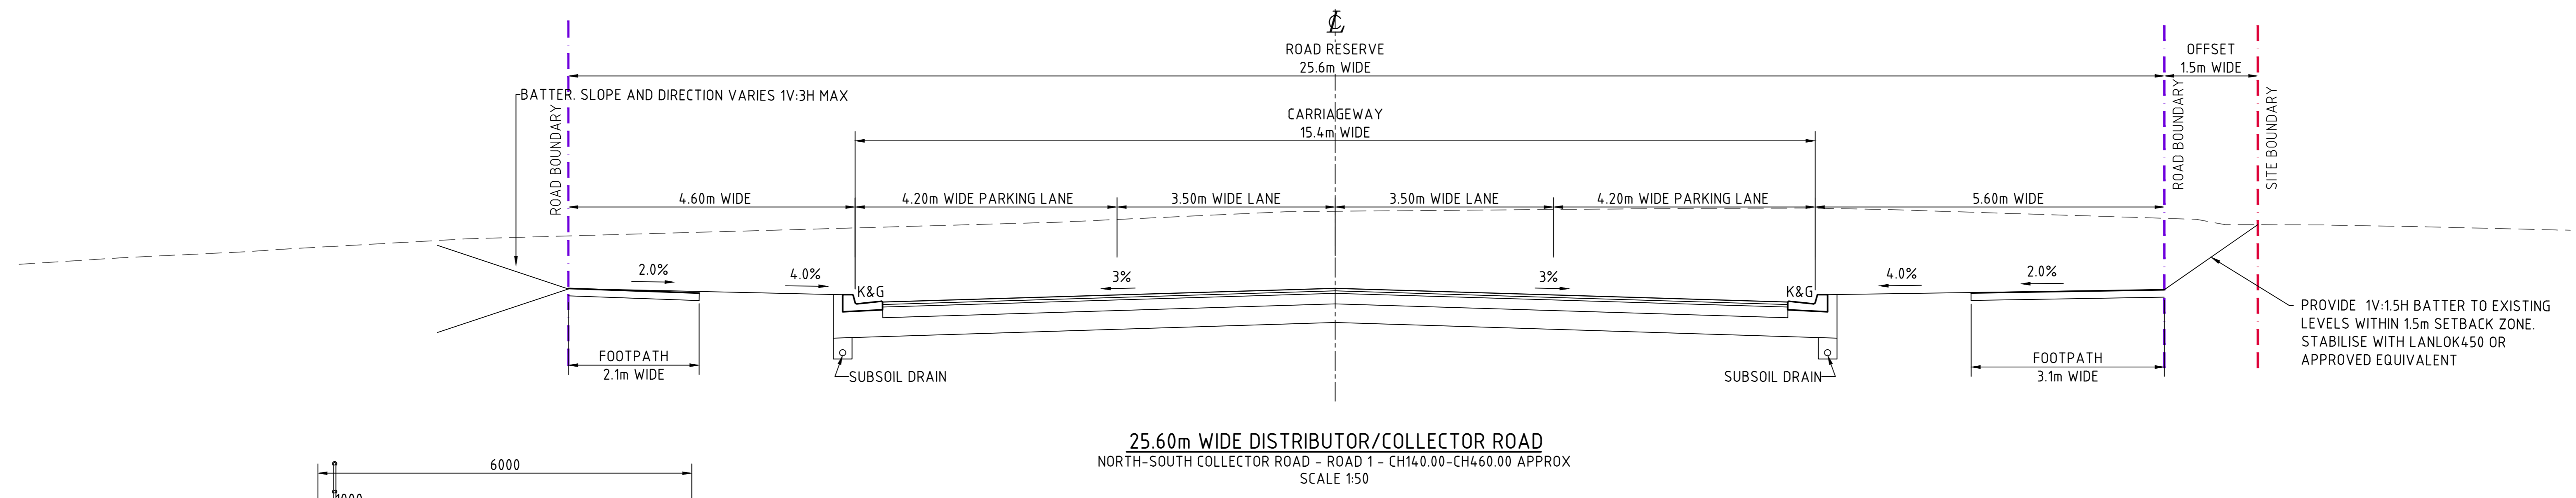 ℄
ROAD RESERVE
25.6m WIDE
OFFSET
1.5m WIDE
BATTER. SLOPE AND DIRECTION VARIES 1V:3H MAX
ROAD BOUNDARY
CARRIAGEWAY
15.4m WIDE
ROAD BOUNDARY
SITE BOUNDARY
4.60m WIDE
4.20m WIDE PARKING LANE
3.50m WIDE LANE
3.50m WIDE LANE
4.20m WIDE PARKING LANE
5.60m WIDE
2.0%
4.0%
K&G
3%
3%
K&G
4.0%
2.0%
PROVIDE 1V:1.5H BATTER TO EXISTING
LEVELS WITHIN 1.5m SETBACK ZONE.
STABILISE WITH LANLOK450 OR
APPROVED EQUIVALENT
FOOTPATH
2.1m WIDE
SUBSOIL DRAIN
SUBSOIL DRAIN
FOOTPATH
3.1m WIDE
25.60m WIDE DISTRIBUTOR/COLLECTOR ROAD
NORTH-SOUTH COLLECTOR ROAD - ROAD 1 - CH140.00-CH460.00 APPROX
SCALE 1:50
6000
1000